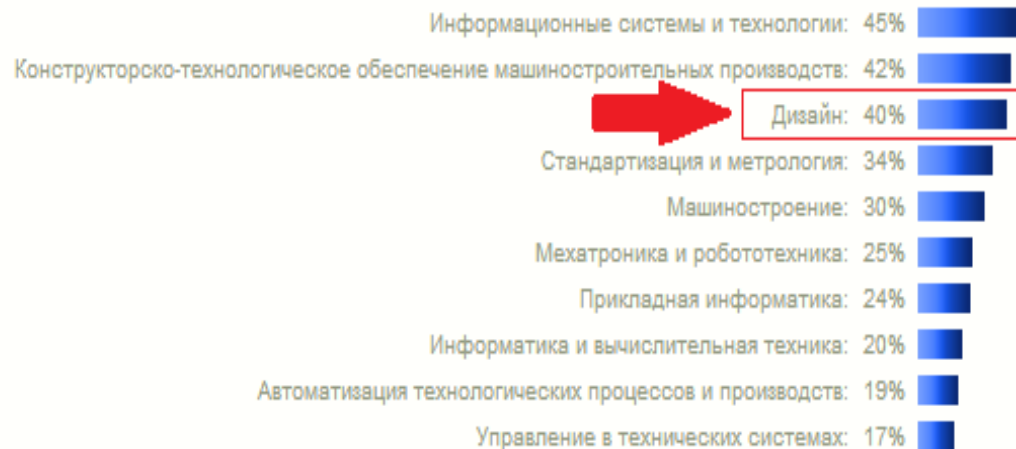 Информационные системы и технологии: 45%
Конструкторско-технологическое обеспечение машиностроительных производств: 42%
Дизайн: 40%
Стандартизация и метрология: 34%
Машиностроение: 30%
Мехатроника и робототехника: 25%
Прикладная информатика: 24%
Информатика и вычислительная техника: 20%
Автоматизация технологических процессов и производств: 19%
Управление в технических системах: 17%